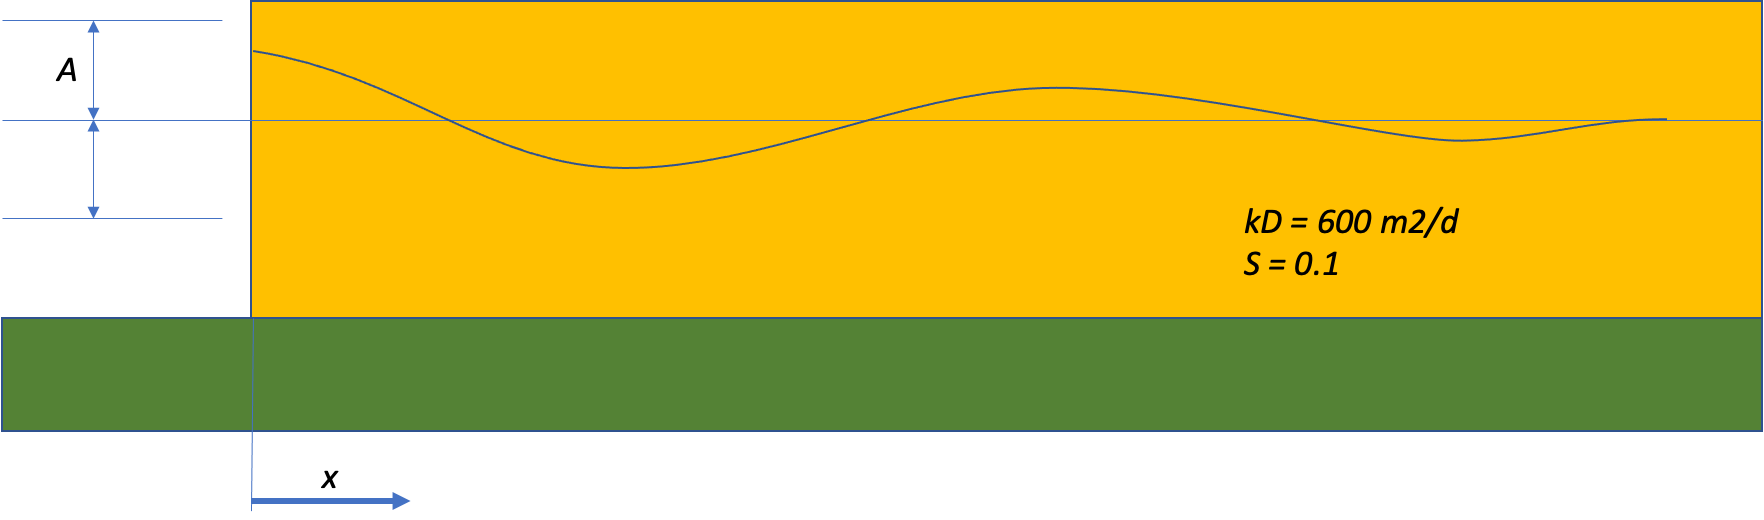 A
kD = 600 m2/d
S = 0.1
x